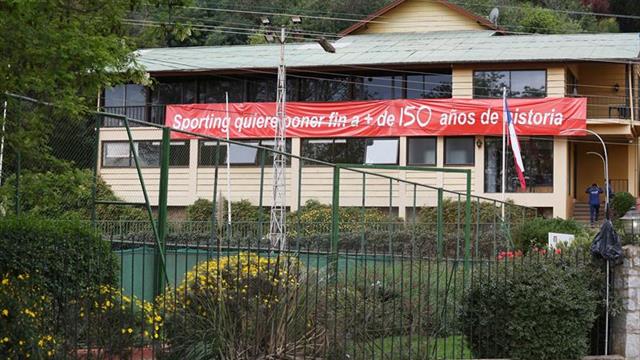 Sporting quiere poner fin a + de 150 años de historia